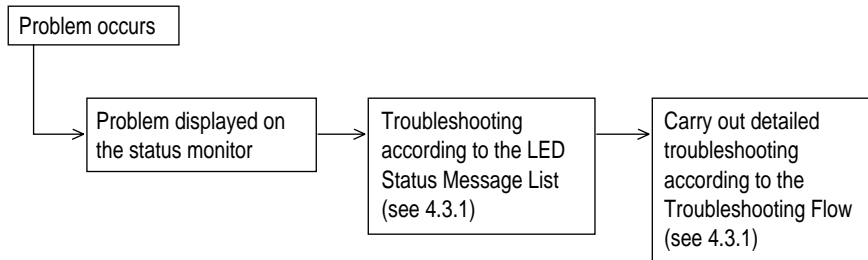 Problem occurs
Problem displayed on
the status monitor
Troubleshooting
according to the LED
Status Message List
(see 4.3.1)
Carry out detailed
troubleshooting
according to the
Troubleshooting Flow
(see 4.3.1)